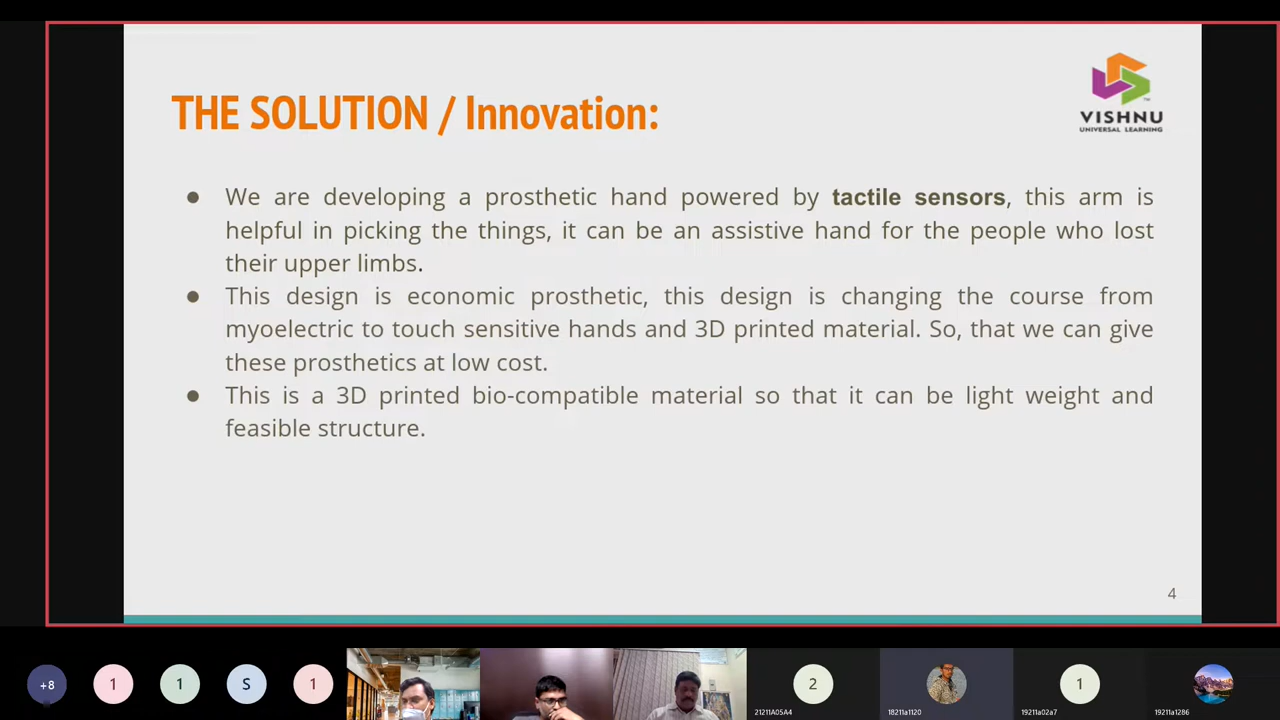 THE SOLUTION / Innovation:
VISHNU
UNIVERSAL LEARNING
● We are developing a prosthetic hand powered by tactile sensors, this arm is
helpful in picking the things, it can be an assistive hand for the people who lost
their upper limbs.
● This design is economic prosthetic, this design is changing the course from
myoelectric to touch sensitive hands and 3D printed material. So, that we can give
these prosthetics at low cost.
● This is a 3D printed bio-compatible material so that it can be light weight and
feasible structure.
4
+8 1 1 S 1 2 1
21211A05A4 18211a1120 19211a02a7 19211a1286